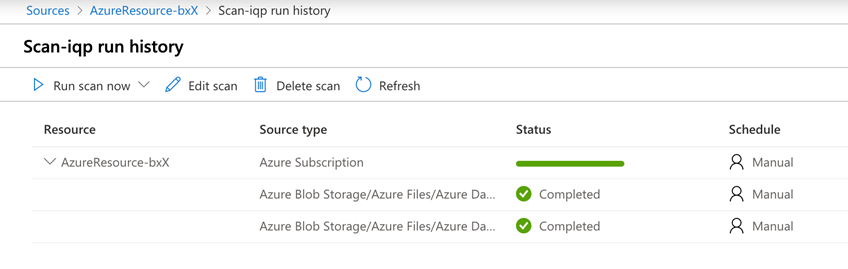 Sources > AzureResource-bxX > Scan-iqp run history
Scan-iqp run history
Run scan now Edit scan Delete scan Refresh
Resource Source type Status Schedule
AzureResource-bxX Azure Subscription Manual
Azure Blob Storage/Azure Files/Azure Da... Completed Manual
Azure Blob Storage/Azure Files/Azure Da... Completed Manual